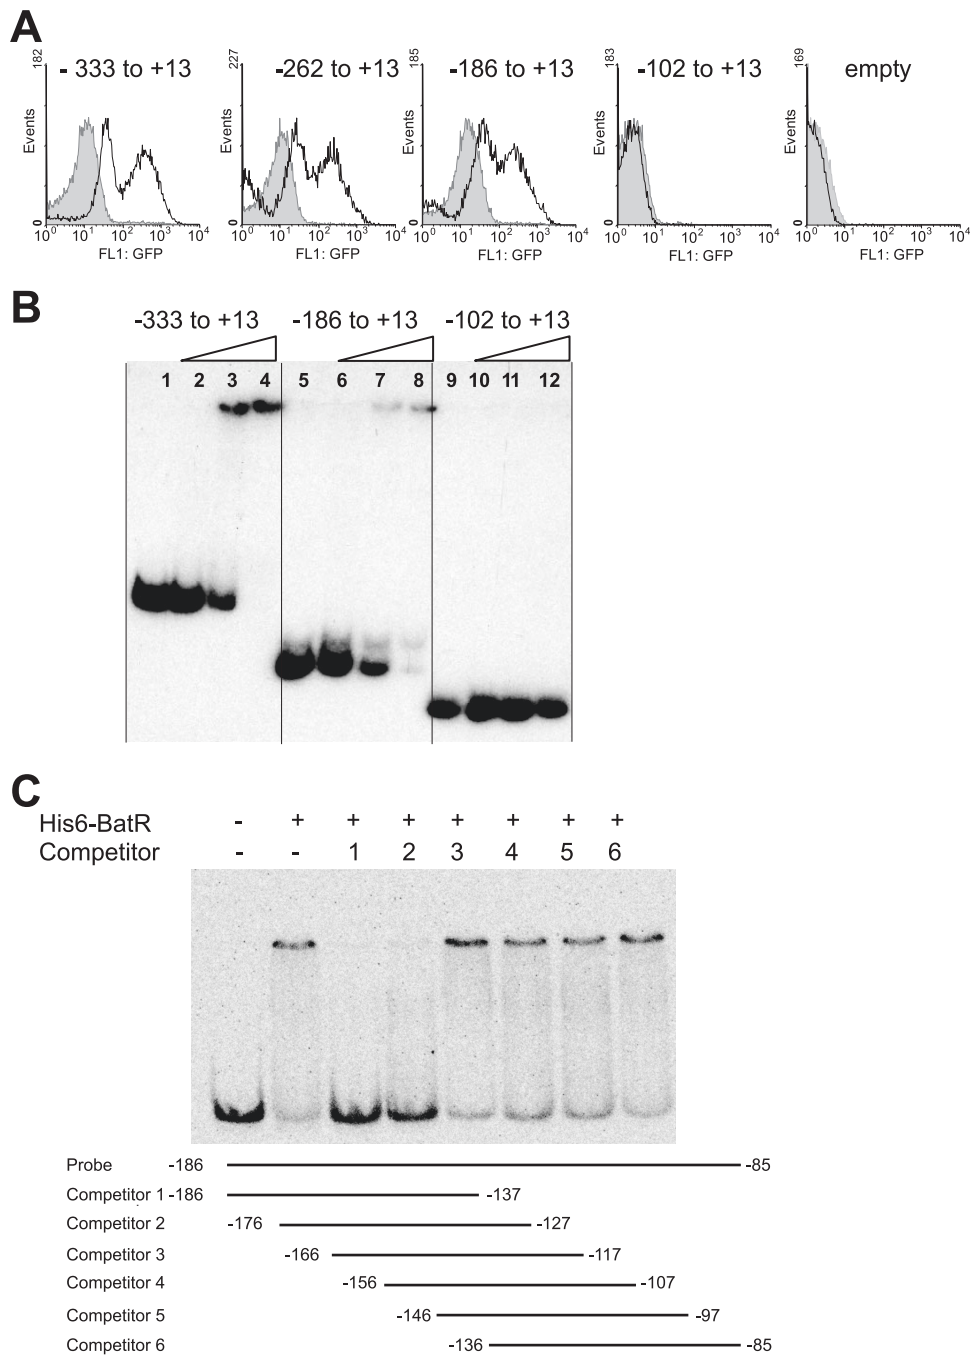 A
- 333 to +13
-262 to +13
-186 to +13
-102 to +13
empty
182
Events
0
10^0 10^1 10^2 10^3 10^4
FL1: GFP
227
Events
0
10^0 10^1 10^2 10^3 10^4
FL1: GFP
185
Events
0
10^0 10^1 10^2 10^3 10^4
FL1: GFP
183
Events
0
10^0 10^1 10^2 10^3 10^4
FL1: GFP
169
Events
0
10^0 10^1 10^2 10^3 10^4
FL1: GFP
B
-333 to +13 -186 to +13 -102 to +13
1 2 3 4 5 6 7 8 9 10 11 12
C
His6-BatR - + + + + + + +
Competitor - - 1 2 3 4 5 6
Probe -186 -85
Competitor 1 -186 -137
Competitor 2 -176 -127
Competitor 3 -166 -117
Competitor 4 -156 -107
Competitor 5 -146 -97
Competitor 6 -136 -85